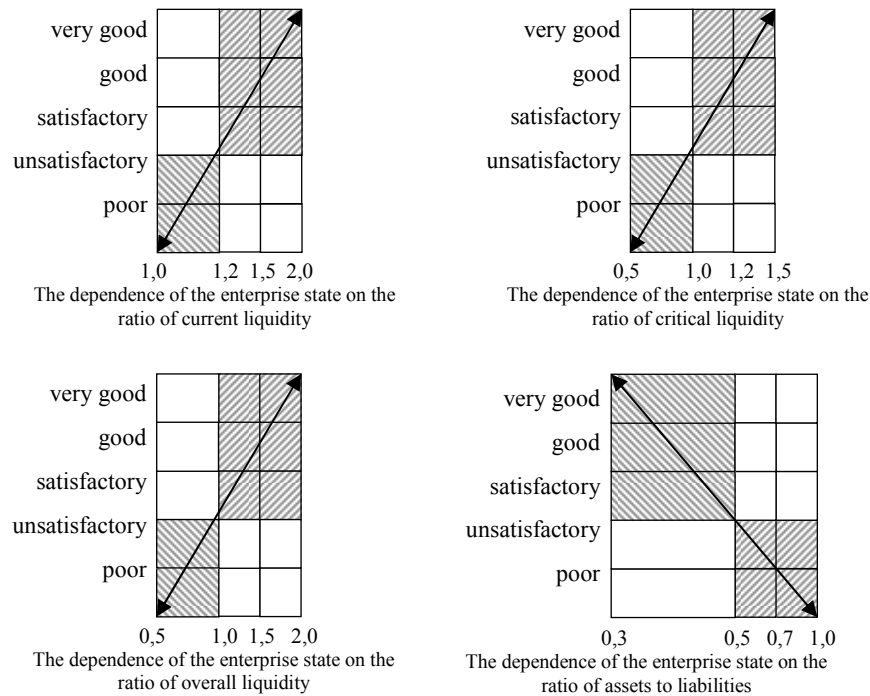 very good
good
satisfactory
unsatisfactory
poor
1,0 1,2 1,5 2,0
The dependence of the enterprise state on the
ratio of current liquidity
very good
good
satisfactory
unsatisfactory
poor
0,5 1,0 1,2 1,5
The dependence of the enterprise state on the
ratio of critical liquidity
very good
good
satisfactory
unsatisfactory
poor
0,5 1,0 1,5 2,0
The dependence of the enterprise state on the
ratio of overall liquidity
very good
good
satisfactory
unsatisfactory
poor
0,3 0,5 0,7 1,0
The dependence of the enterprise state on the
ratio of assets to liabilities